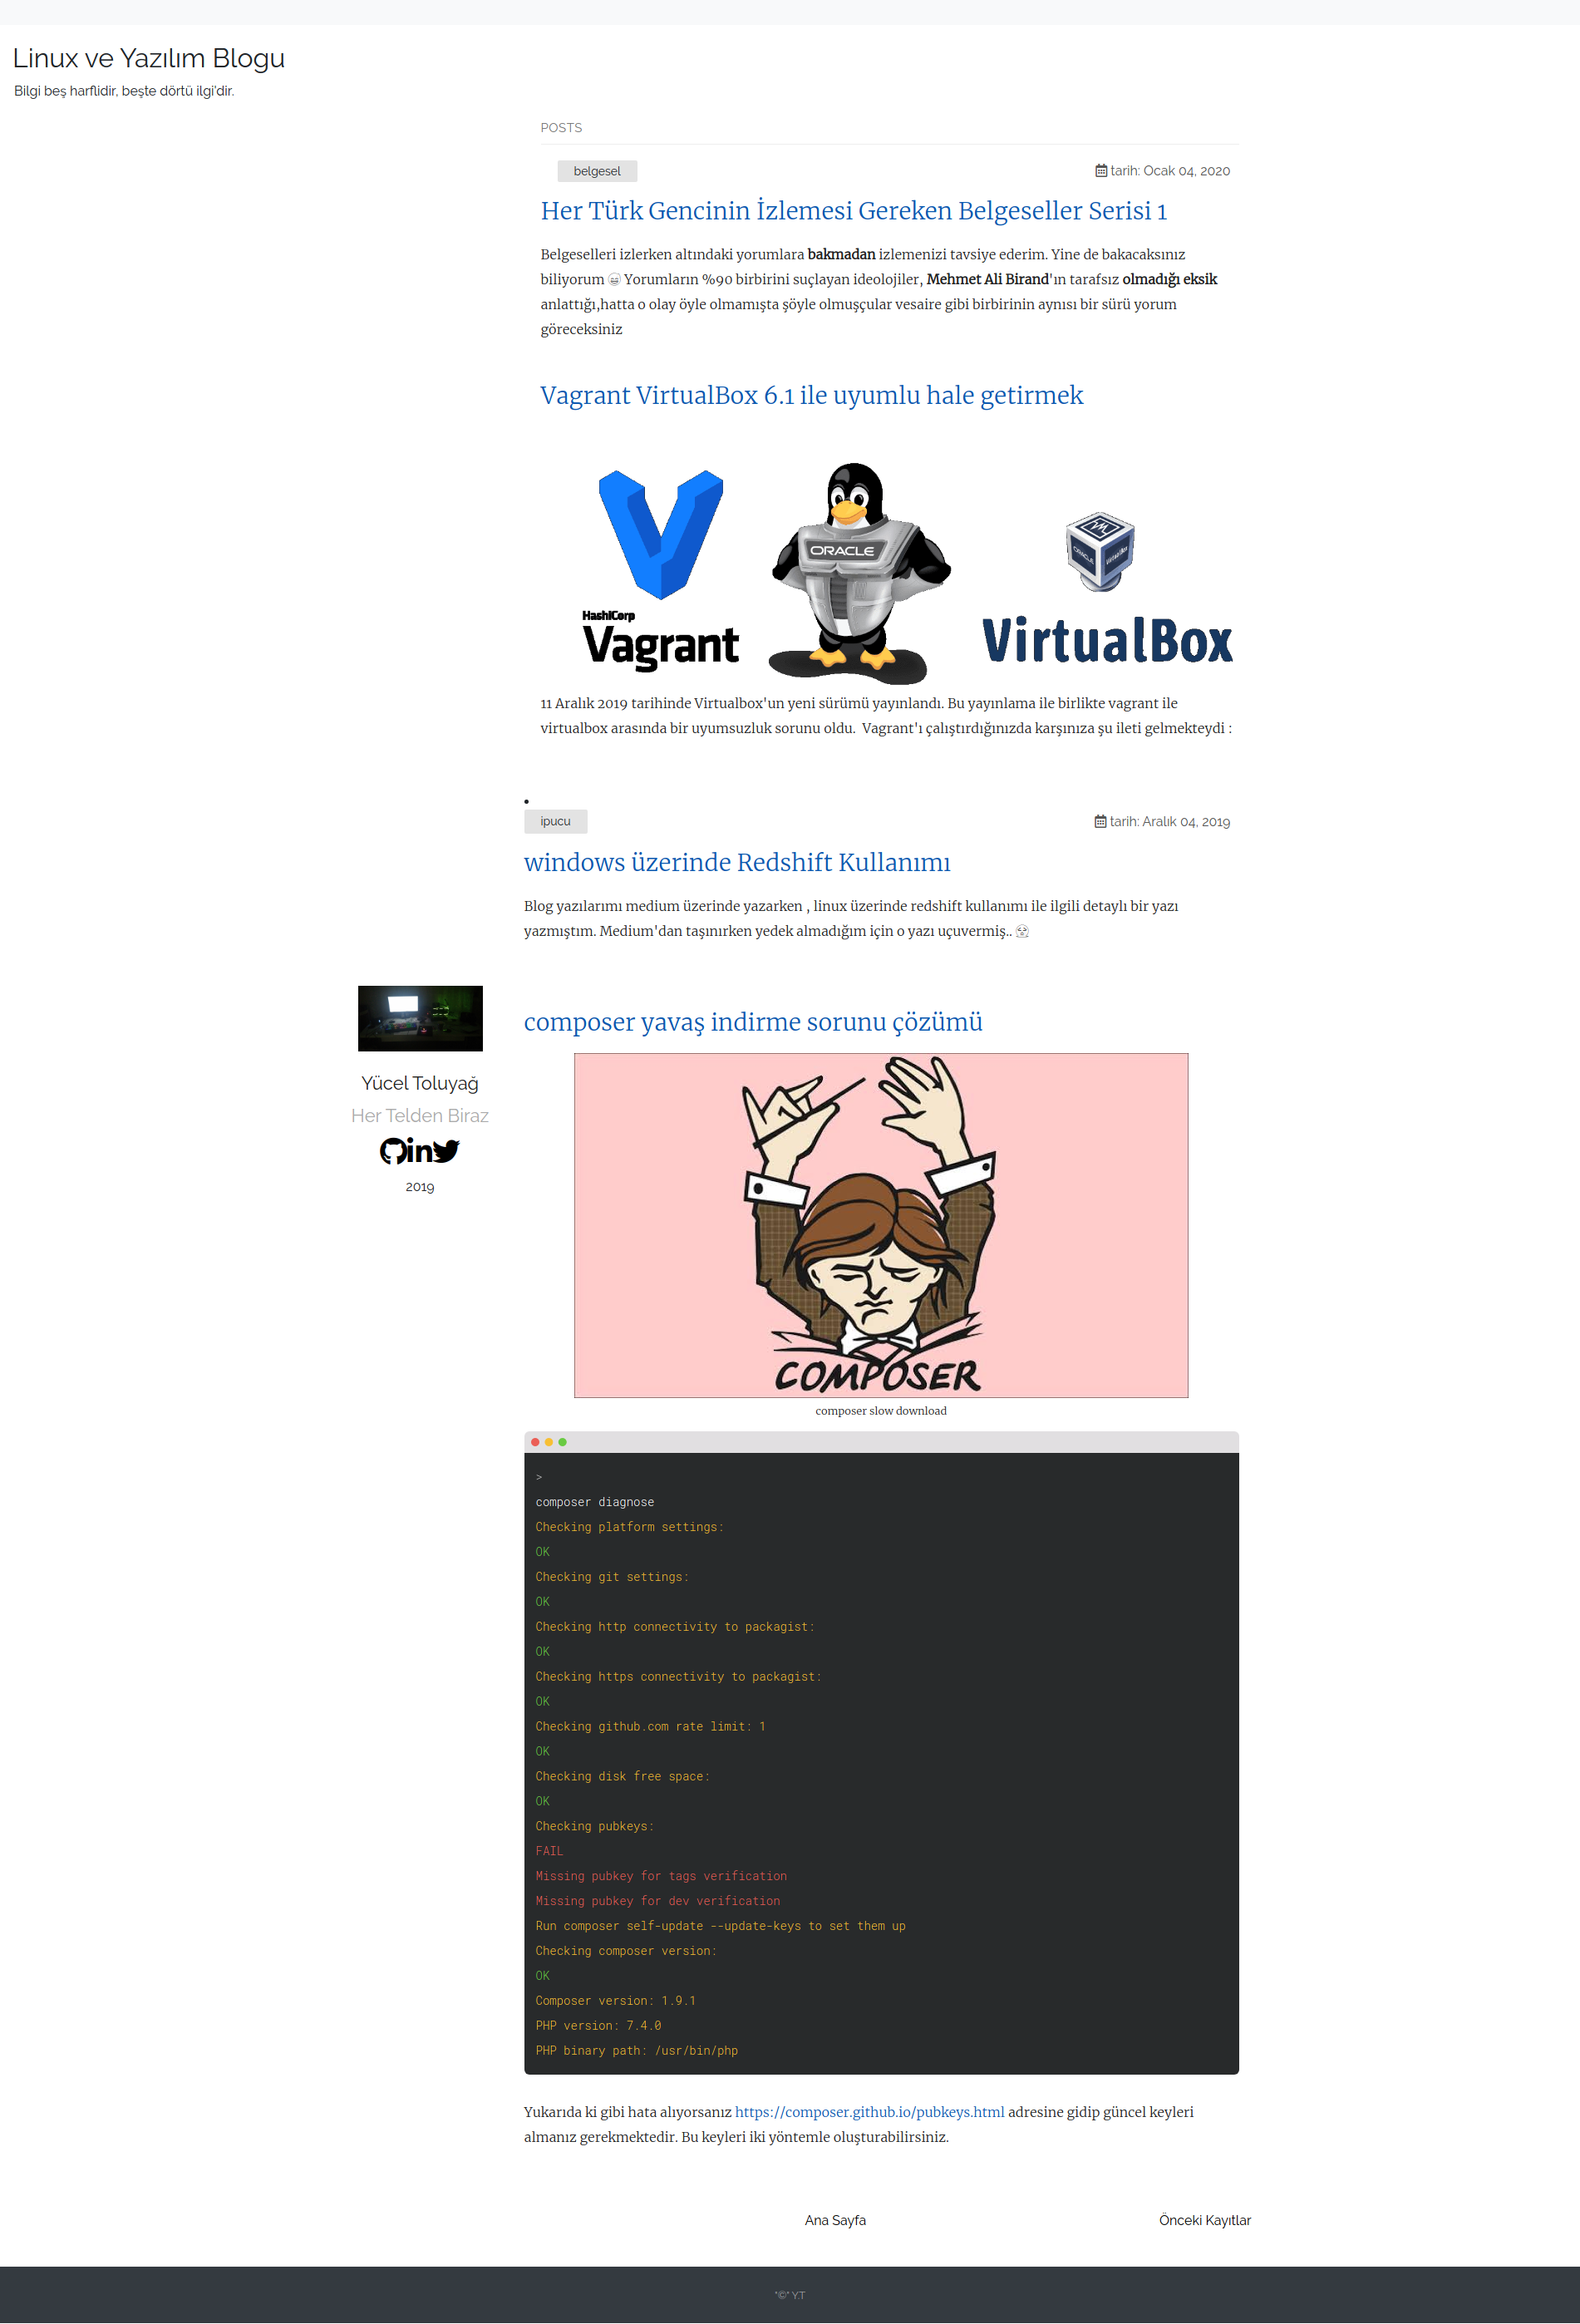 Linux ve Yazılım Blogu
Bilgi beş harflidir, beşte dörtü ilgi'dir.
POSTS
belgesel
tarih: Ocak 04, 2020
Her Türk Gencinin İzlemesi Gereken Belgeseller Serisi 1
Belgeselleri izlerken altındaki yorumlara bakmadan izlemenizi tavsiye ederim. Yine de bakacaksınız
biliyorum 😀 Yorumların %90 birbirini suçlayan ideolojiler, Mehmet Ali Birand'ın tarafsız olmadığı eksik
anlattığı,hatta o olay öyle olmamışta şöyle olmuşçular vesaire gibi birbirinin aynısı bir sürü yorum
göreceksiniz
Vagrant VirtualBox 6.1 ile uyumlu hale getirmek
ORACLE
HashiCorp
Vagrant
VirtualBox
11 Aralık 2019 tarihinde Virtualbox'un yeni sürümü yayınlandı. Bu yayınlama ile birlikte vagrant ile
virtualbox arasında bir uyumsuzluk sorunu oldu.  Vagrant'ı çalıştırdığınızda karşınıza şu ileti gelmekteydi :
ipucu
tarih: Aralık 04, 2019
windows üzerinde Redshift Kullanımı
Blog yazılarımı medium üzerinde yazarken , linux üzerinde redshift kullanımı ile ilgili detaylı bir yazı
yazmıştım. Medium'dan taşınırken yedek almadığım için o yazı uçuvermiş..
Yücel Toluyağ
Her Telden Biraz
2019
composer yavaş indirme sorunu çözümü
COMPOSER
composer slow download
>
composer diagnose
Checking platform settings:
OK
Checking git settings:
OK
Checking http connectivity to packagist:
OK
Checking https connectivity to packagist:
OK
Checking github.com rate limit: 1
OK
Checking disk free space:
OK
Checking pubkeys:
FAIL
Missing pubkey for tags verification
Missing pubkey for dev verification
Run composer self-update --update-keys to set them up
Checking composer version:
OK
Composer version: 1.9.1
PHP version: 7.4.0
PHP binary path: /usr/bin/php
Yukarıda ki gibi hata alıyorsanız https://composer.github.io/pubkeys.html adresine gidip güncel keyleri
almanız gerekmektedir. Bu keyleri iki yöntemle oluşturabilirsiniz.
Ana Sayfa
Önceki Kayıtlar
"©" Y.T